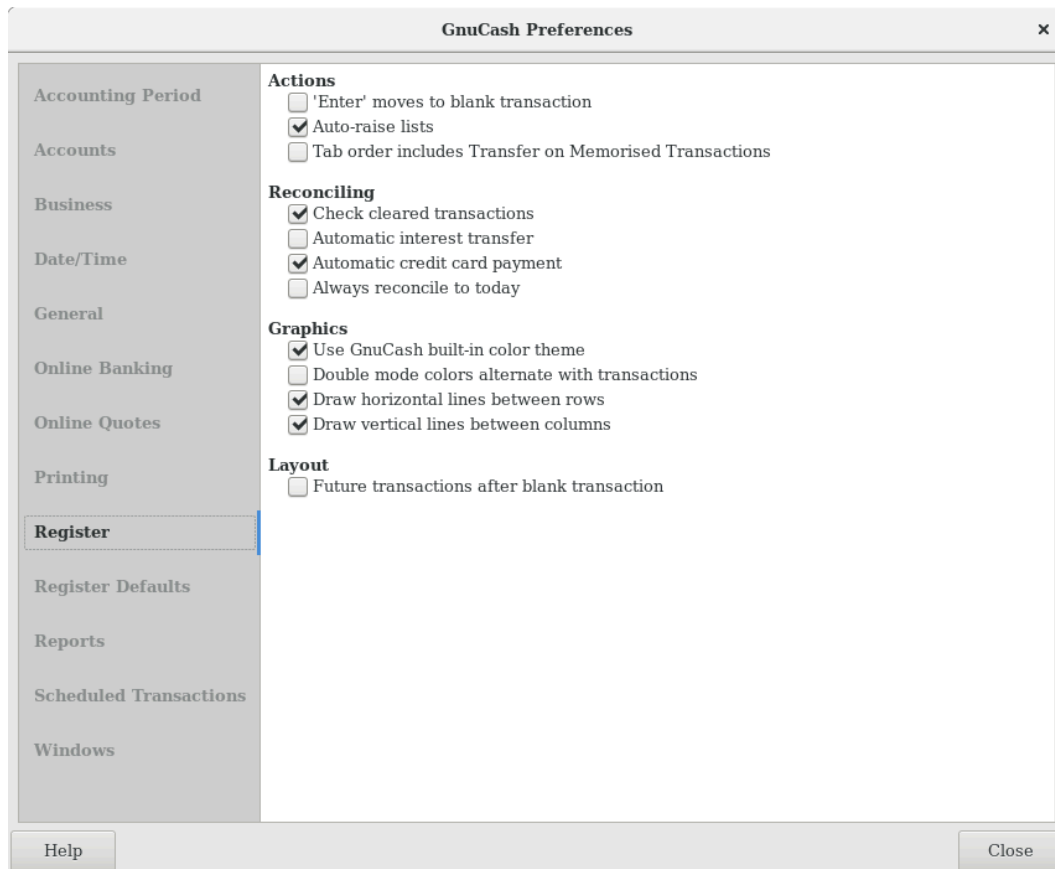 GnuCash Preferences
Accounting Period
Accounts
Business
Date/Time
General
Online Banking
Online Quotes
Printing
Register
Register Defaults
Reports
Scheduled Transactions
Windows
Actions
'Enter' moves to blank transaction
Auto-raise lists
Tab order includes Transfer on Memorised Transactions
Reconciling
Check cleared transactions
Automatic interest transfer
Automatic credit card payment
Always reconcile to today
Graphics
Use GnuCash built-in color theme
Double mode colors alternate with transactions
Draw horizontal lines between rows
Draw vertical lines between columns
Layout
Future transactions after blank transaction
Help
Close